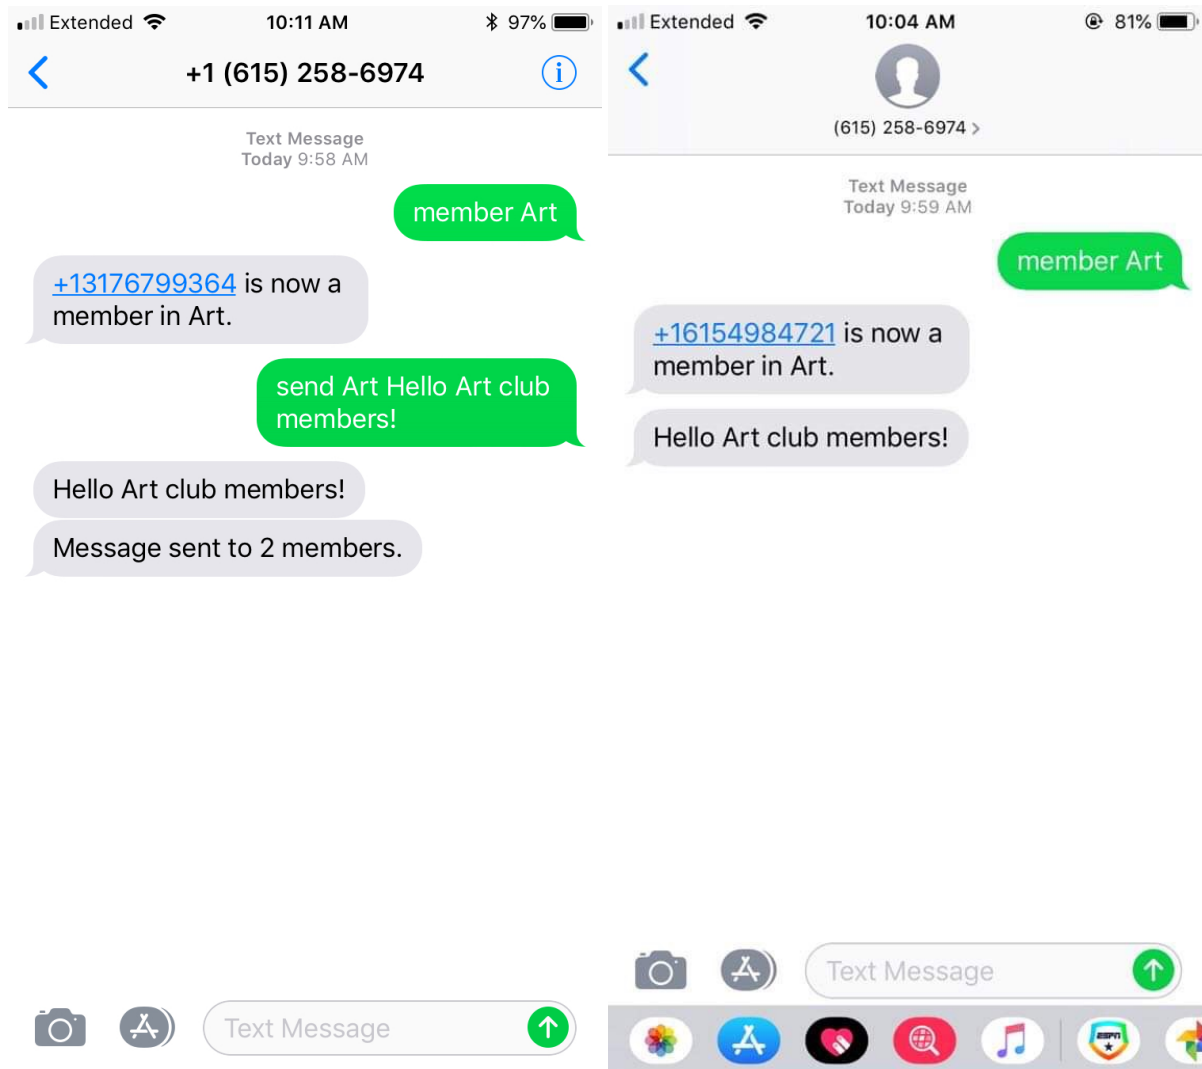 Extended 10:11 AM 97%
+1 (615) 258-6974
Text Message
Today 9:58 AM
member Art
+13176799364 is now a
member in Art.
send Art Hello Art club
members!
Hello Art club members!
Message sent to 2 members.
Text Message
Extended 10:04 AM 81%
(615) 258-6974
Text Message
Today 9:59 AM
member Art
+16154984721 is now a
member in Art.
Hello Art club members!
Text Message
ESPN